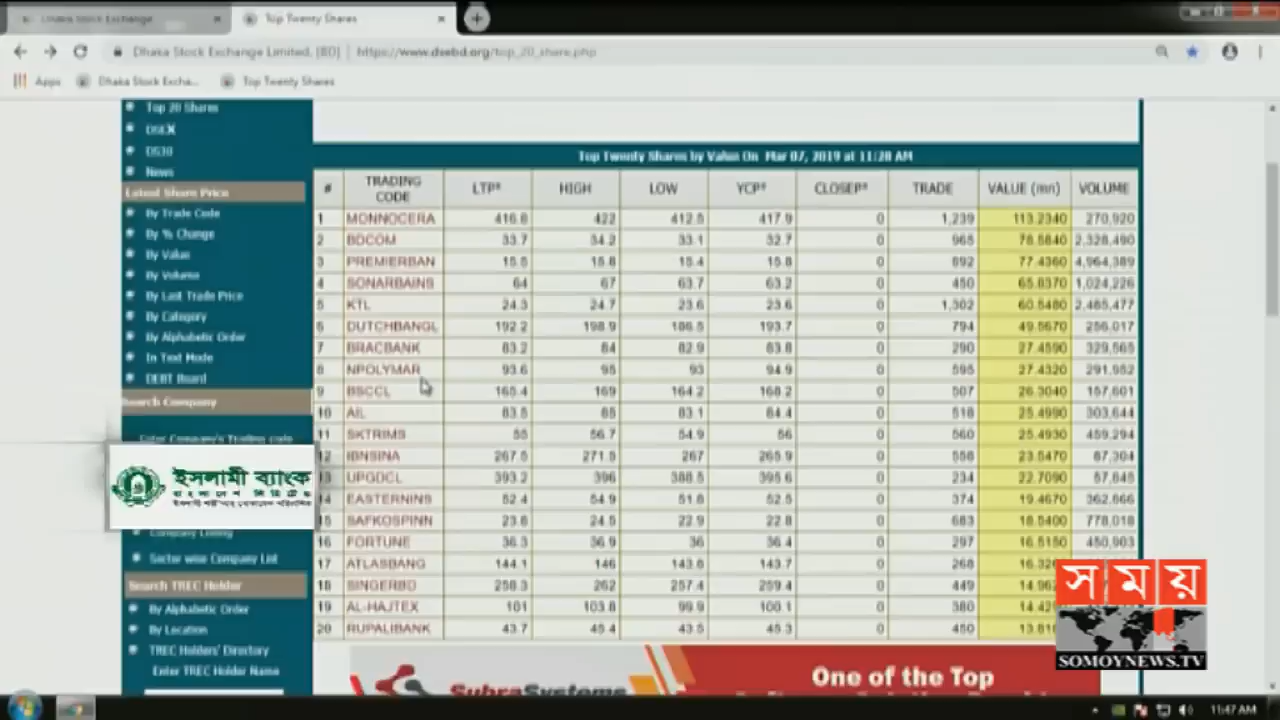 Dhaka Stock Exchange
Top Twenty Shares
Dhaka Stock Exchange Limited. [BD] | https://www.dsebd.org/top_20_share.php
Apps Dhaka Stock Excha... Top Twenty Shares
Top 20 Shares
DSEX
DS30
News
Latest Share Price
By Trade Code
By % Change
By Value
By Volume
By Last Trade Price
By Category
By Alphabetic Order
In Text Mode
DEBT Board
Search Company
Enter Company's Trading code
ইসলামী ব্যাংক
বাংলাদেশ লিমিটেড
Company Listing
Sector wise Company List
Search TREC Holder
By Alphabetic Order
By Location
TREC Holders' Directory
Enter TREC Holder Name
Top Twenty Shares by Value On Mar 07, 2019 at 11:28 AM
# TRADING CODE LTP* HIGH LOW YCP* CLOSEP* TRADE VALUE (mn) VOLUME
1 MONNOCERA 416.8 422 412.5 417.9 0 1,239 113.2340 270,920
2 BDCOM 33.7 34.2 33.1 32.7 0 965 78.5840 2,328,490
3 PREMIERBAN 15.5 15.8 15.4 15.8 0 892 77.4360 4,964,389
4 SONARBAINS 64 67 63.7 63.2 0 450 65.8370 1,024,226
5 KTL 24.3 24.7 23.6 23.6 0 1,302 60.5480 2,485,477
6 DUTCHBANGL 192.2 198.9 186.5 193.7 0 794 49.5670 256,017
7 BRACBANK 83.2 84 82.9 83.8 0 290 27.4590 329,565
8 NPOLYMAR 93.6 95 93 94.9 0 595 27.4320 291,952
9 BSCCL 165.4 169 164.2 168.2 0 507 26.3040 157,601
10 AIL 83.5 85 83.1 84.4 0 518 25.4990 303,644
11 SKTRIMS 55 56.7 54.9 56 0 560 25.4930 459,294
12 IBNSINA 267.5 271.5 267 265.9 0 558 23.5470 87,304
13 UPGDCL 393.2 396 388.5 395.6 0 234 22.7090 57,845
14 EASTERNINS 52.4 54.9 51.8 52.5 0 374 19.4670 362,666
15 SAFKOSPINN 23.8 24.5 22.9 22.8 0 683 18.5400 778,018
16 FORTUNE 36.3 36.9 36 36.4 0 297 16.5150 450,903
17 ATLASBANG 144.1 146 143.8 143.7 0 268
18 SINGERBD 258.3 262 257.4 259.4 0 449
19 AL-HAJTEX 101 103.8 99.9 100.1 0 380
20 RUPALIBANK 43.7 45.4 43.5 45.3 0 450
সময়
SOMOYNEWS.TV
SubraSystems
One of the Top
11:47 AM